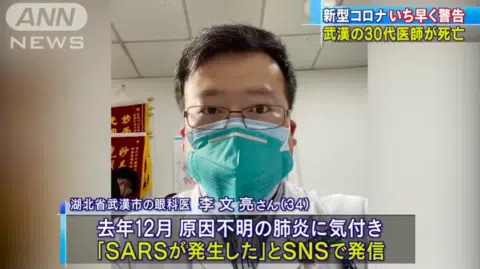 ANN
NEWS
新型コロナ いち早く警告
武漢の30代医師が死亡
湖北省武漢市の眼科医 李 文 亮さん(34)
去年12月 原因不明の肺炎に気付き
「SARSが発生した」とSNSで発信